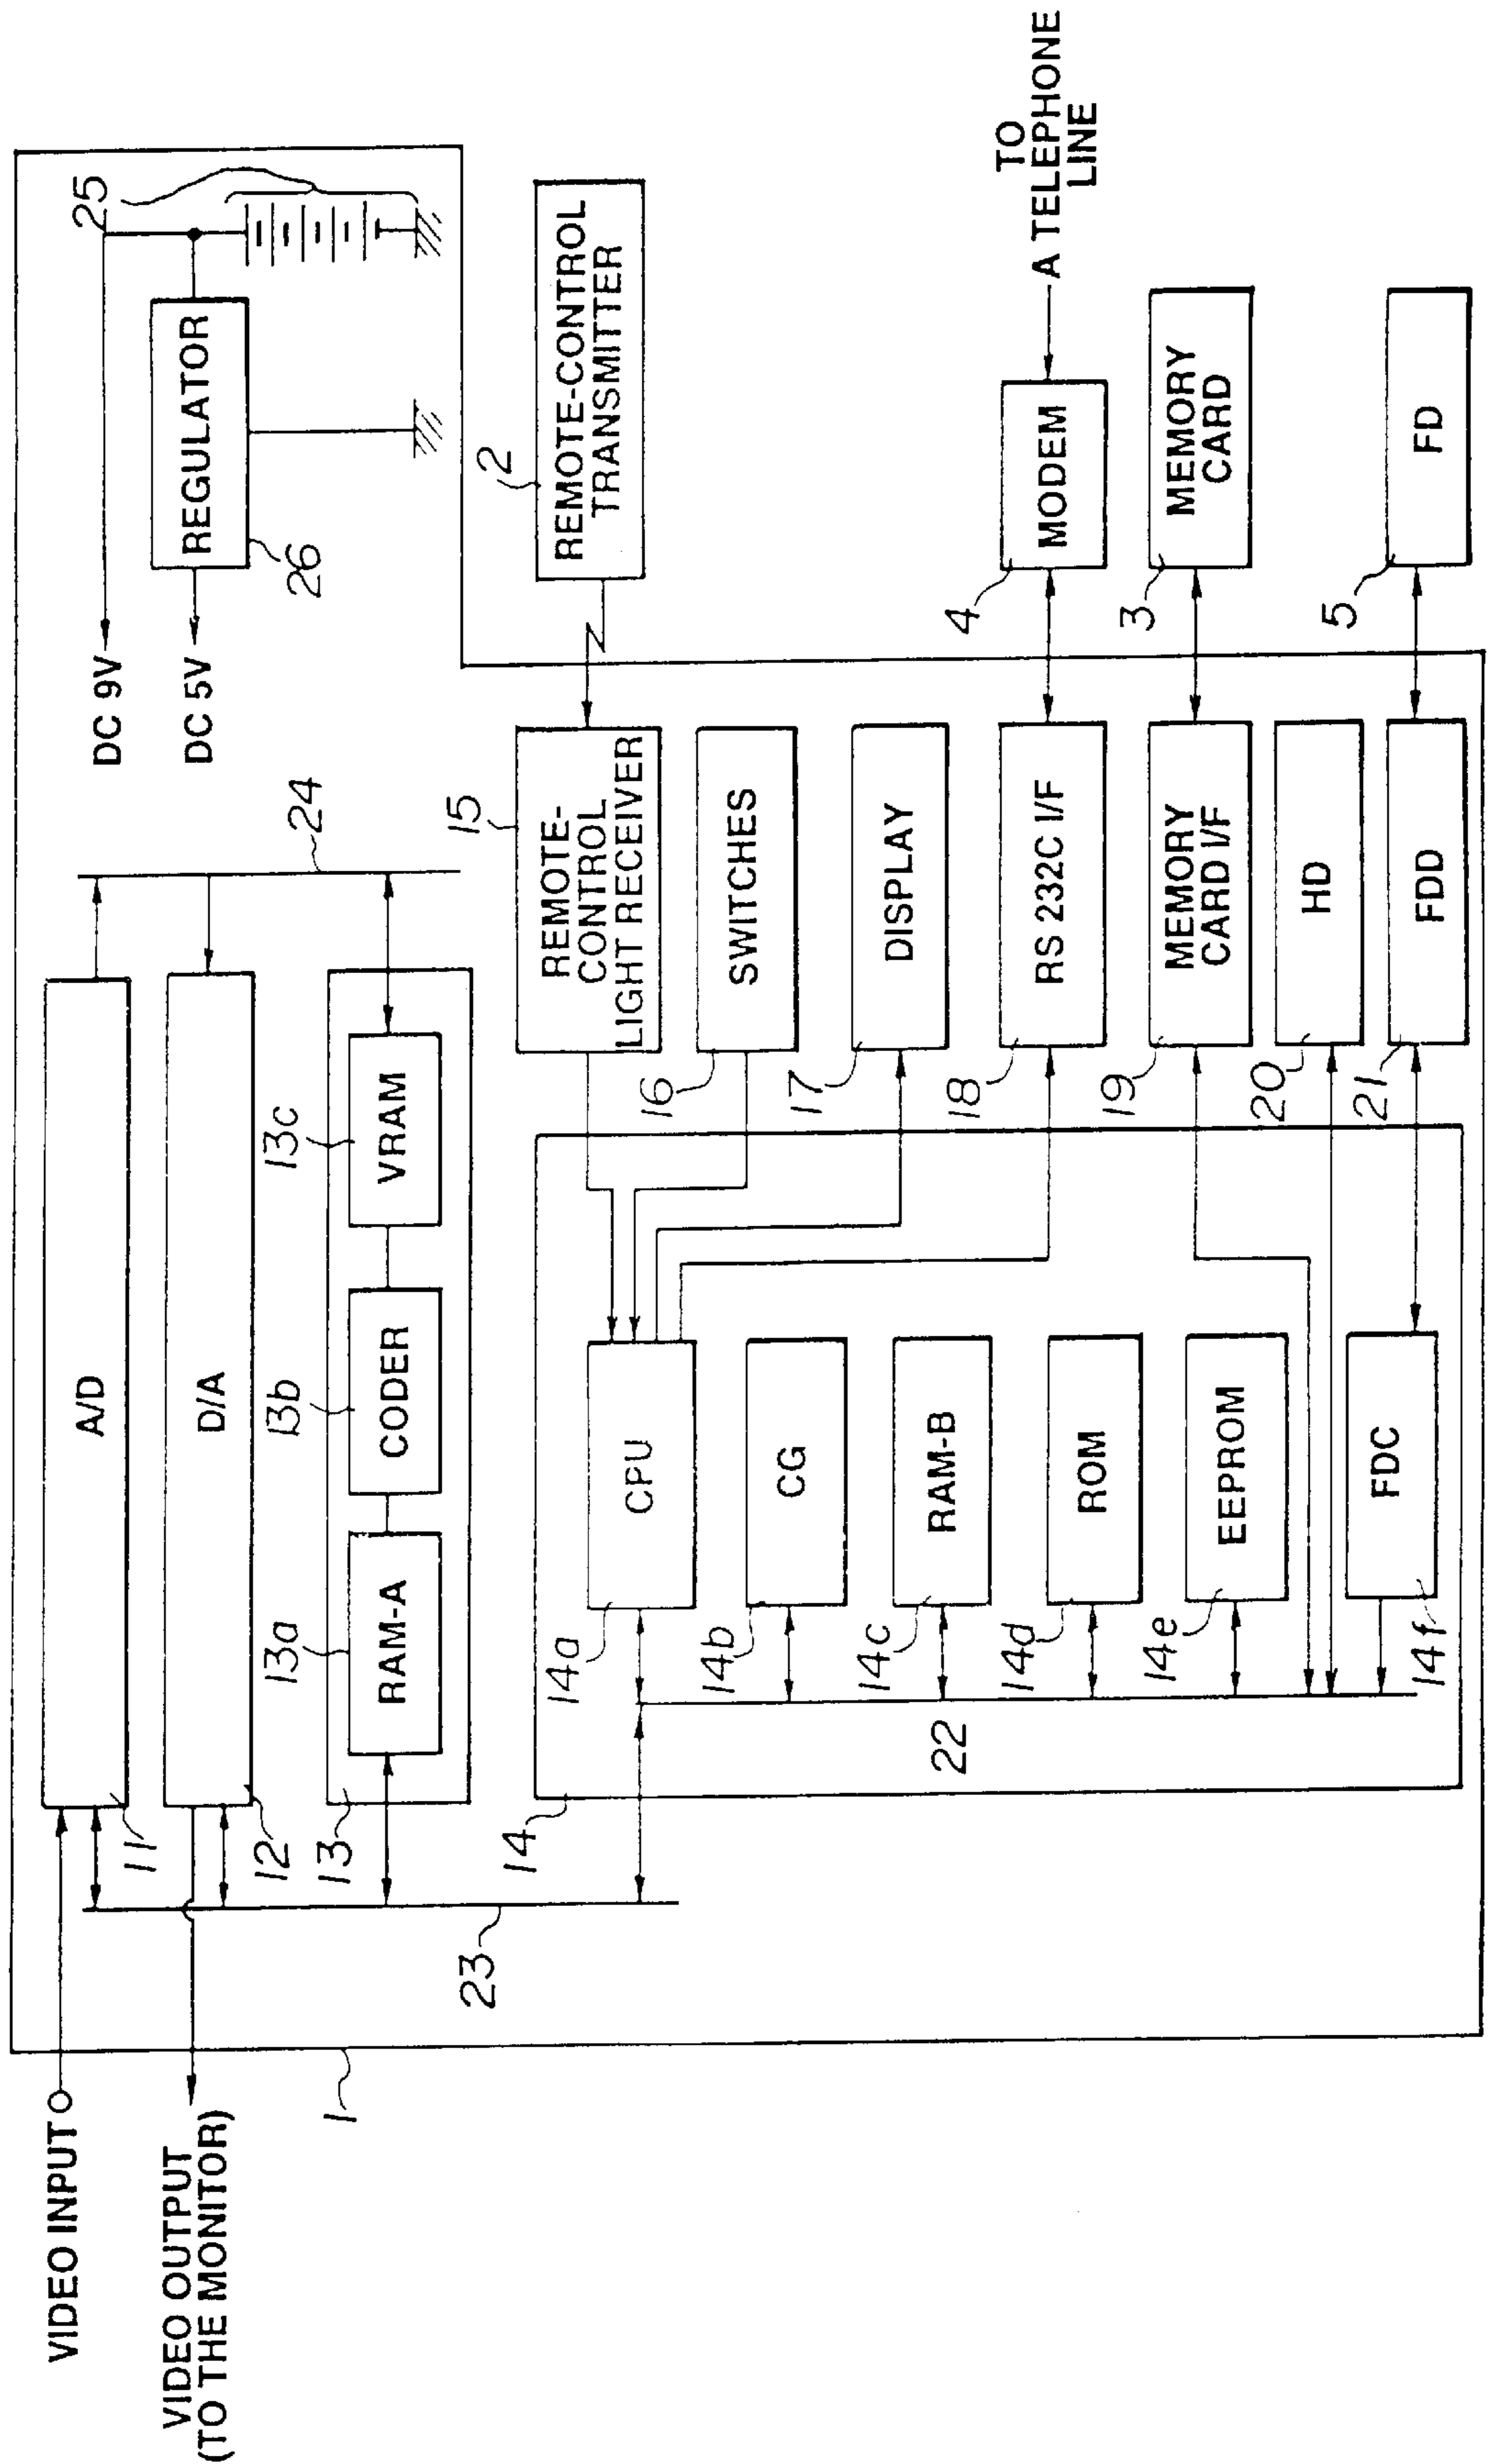 VIDEO INPUT
VIDEO OUTPUT
(TO THE MONITOR)
1
23
11
A/D
12
D/A
13
13a
RAM-A
13b
CODER
13c
VRAM
24
DC 9V
DC 5V
25
REGULATOR
26
14
22
14a
CPU
14b
CG
14c
RAM-B
14d
ROM
14e
EEPROM
14f
FDC
15
REMOTE-
CONTROL
LIGHT RECEIVER
16
SWITCHES
17
DISPLAY
18
RS 232C I/F
19
MEMORY
CARD I/F
20
HD
21
FDD
2
REMOTE-CONTROL
TRANSMITTER
4
MODEM
TO
A TELEPHONE
LINE
3
MEMORY
CARD
5
FD